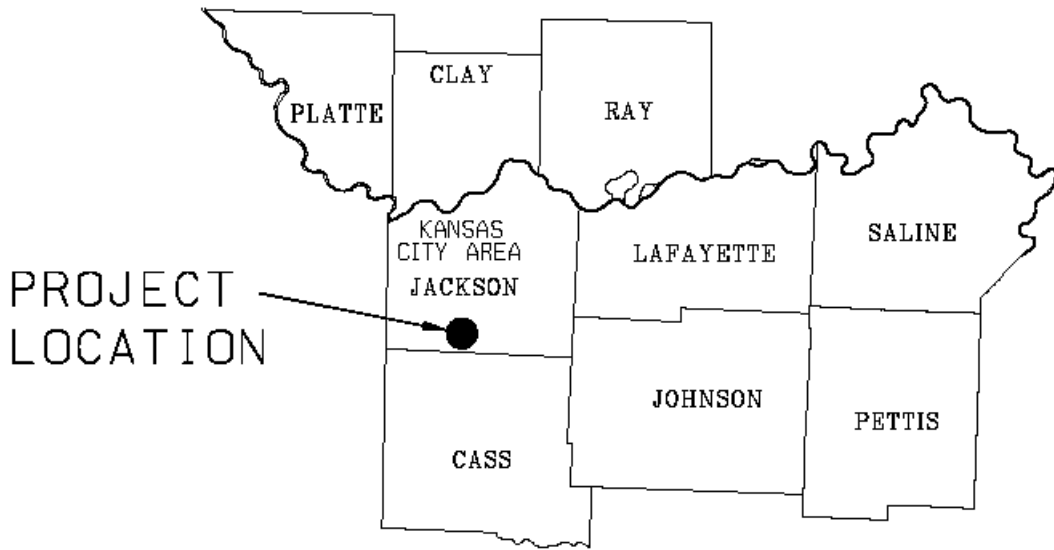 CLAY
PLATTE
RAY
KANSAS
CITY AREA
JACKSON
LAFAYETTE
SALINE
PROJECT
LOCATION
JOHNSON
PETTIS
CASS